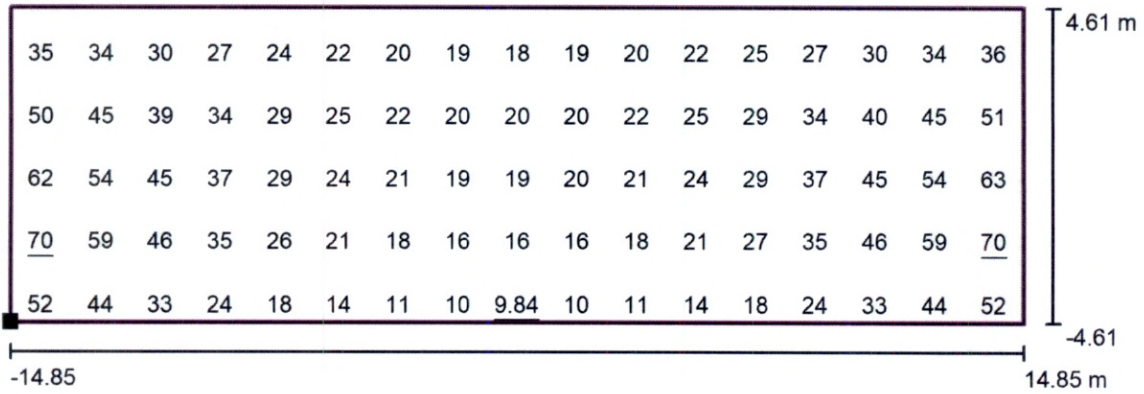 4.61 m
35 34 30 27 24 22 20 19 18 19 20 22 25 27 30 34 36
50 45 39 34 29 25 22 20 20 20 22 25 29 34 40 45 51
62 54 45 37 29 24 21 19 19 20 21 24 29 37 45 54 63
70 59 46 35 26 21 18 16 16 16 18 21 27 35 46 59 70
52 44 33 24 18 14 11 10 9.84 10 11 14 18 24 33 44 52
-4.61
-14.85 14.85 m